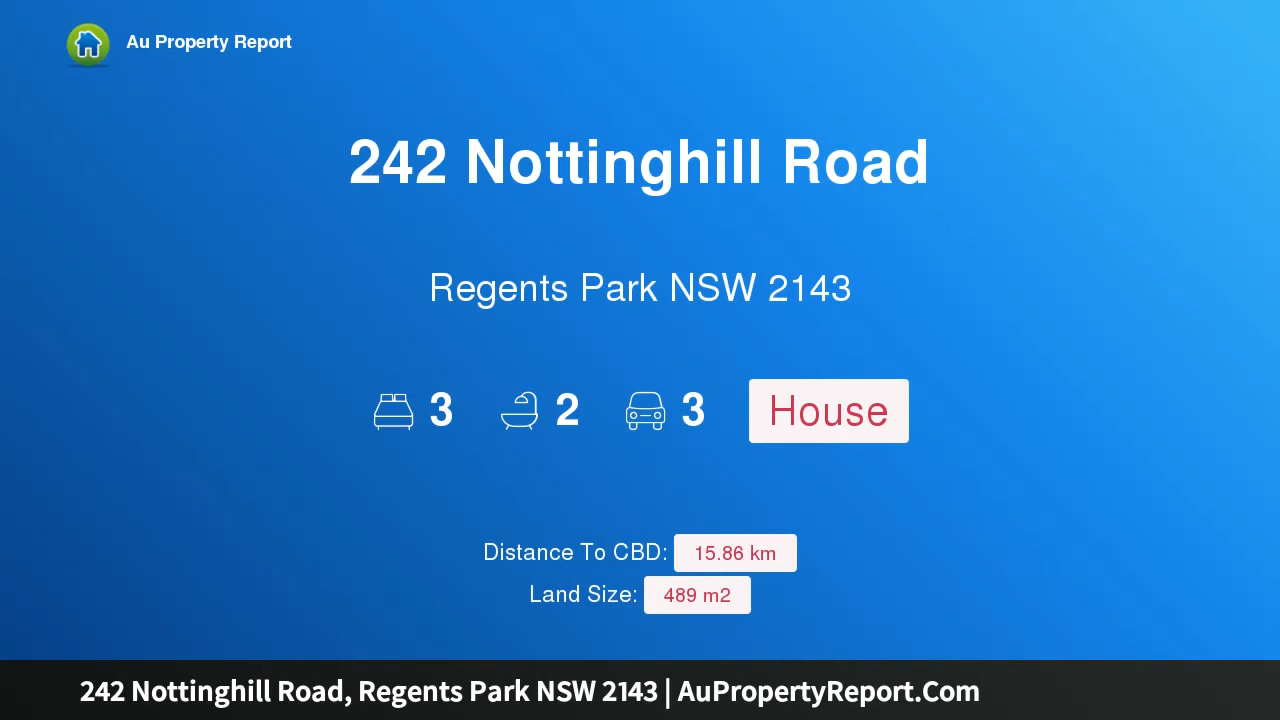 Au Property Report
242 Nottinghill Road
Regents Park NSW 2143
3 2 3 House
Distance To CBD: 15.86 km
Land Size: 489 m2
242 Nottinghill Road, Regents Park NSW 2143 | AuPropertyReport.Com